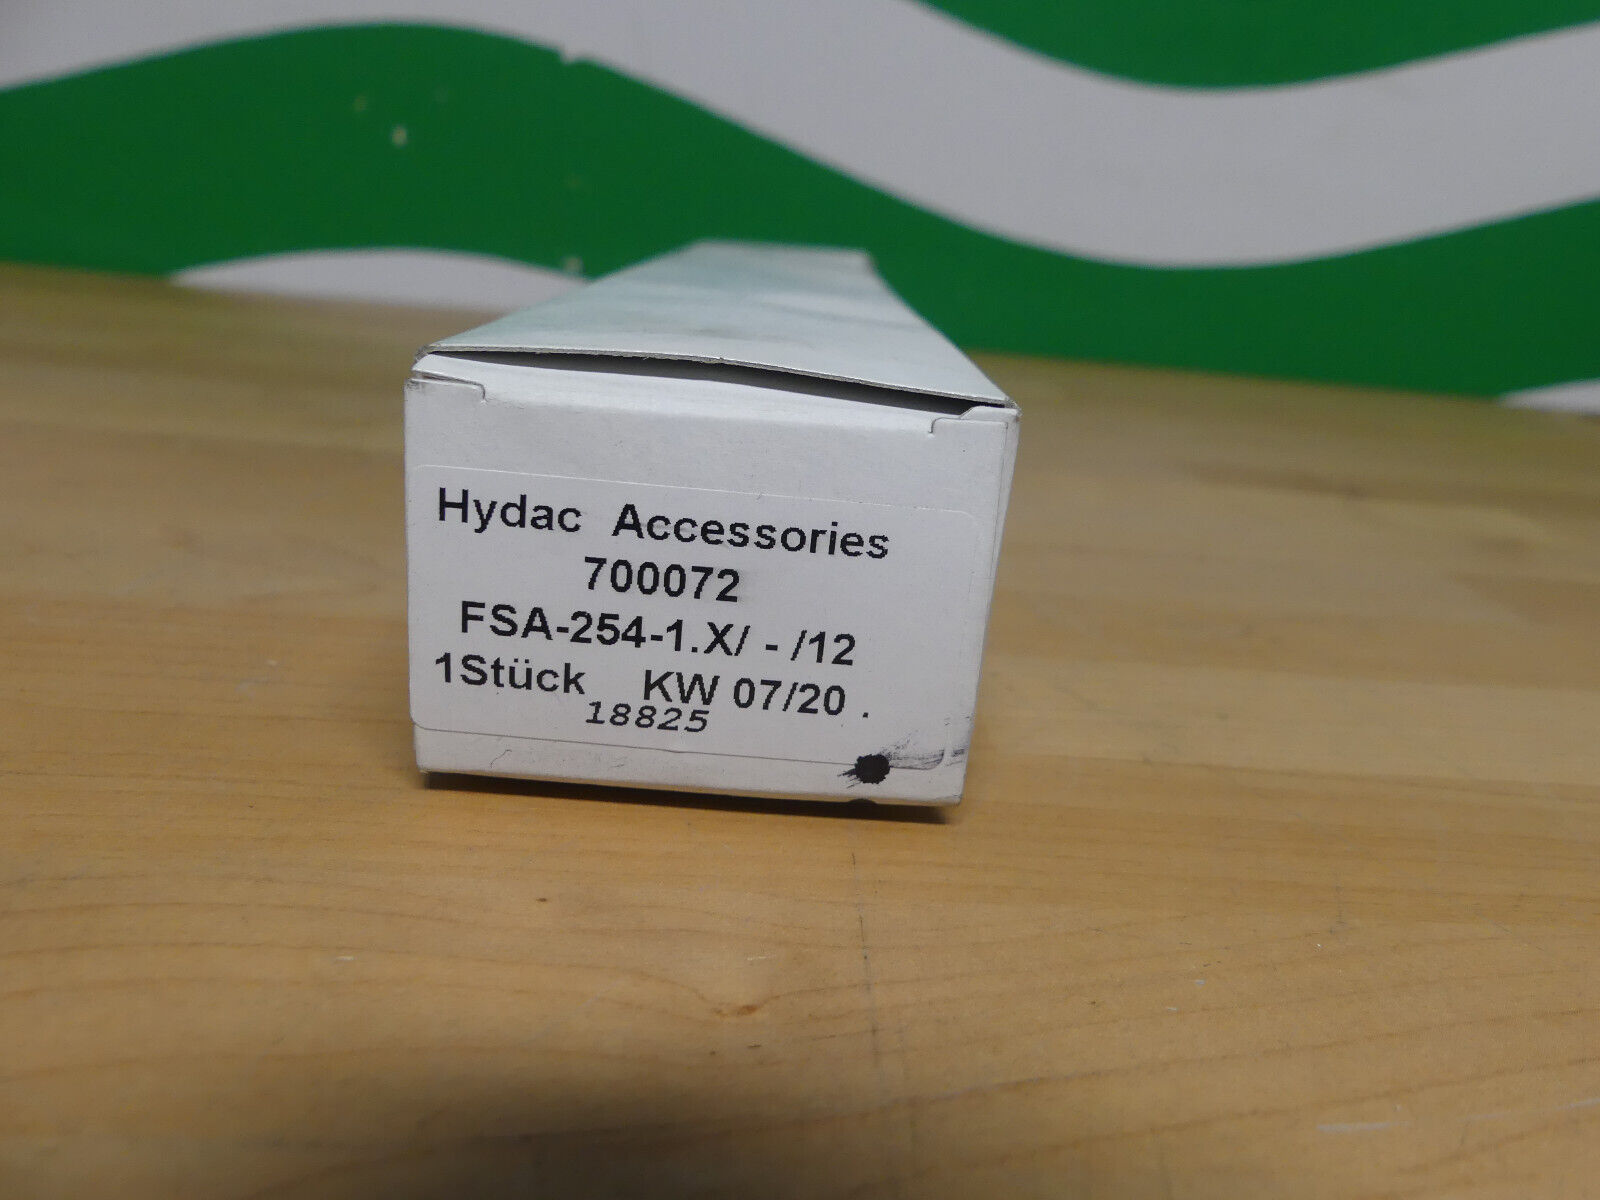 Hydac Accessories
700072
FSA-254-1.X/ - /12
1Stück KW 07/20 .
18825